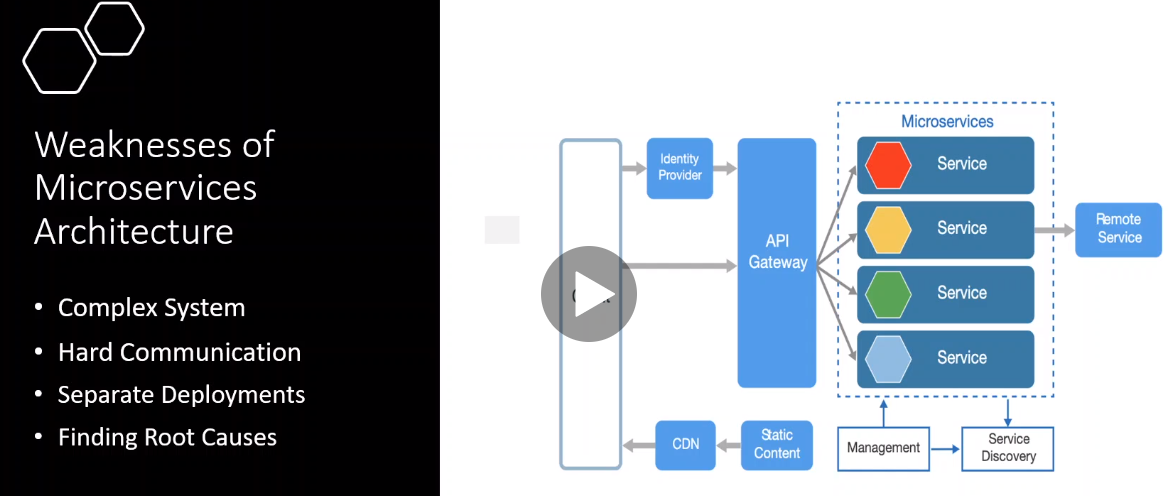 Weaknesses of
Microservices
Architecture
• Complex System
• Hard Communication
• Separate Deployments
• Finding Root Causes
Identity
Provider
API
Gateway
CDN
Static
Content
Microservices
Service
Service
Service
Service
Remote
Service
Management
Service
Discovery